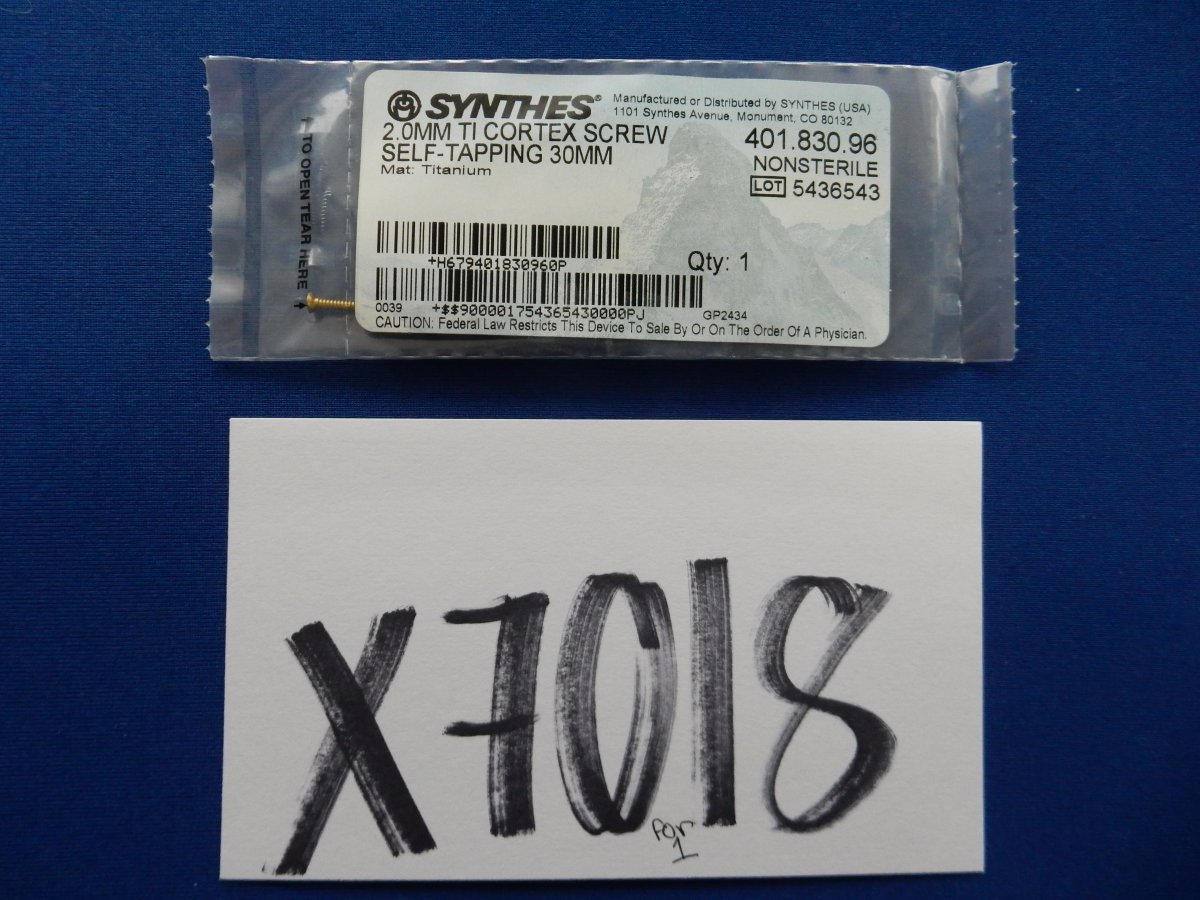 ↑ TO OPEN TEAR HERE ↑
SYNTHES®
Manufactured or Distributed by SYNTHES (USA)
1101 Synthes Avenue, Monument, CO 80132
2.0MM TI CORTEX SCREW
SELF-TAPPING 30MM
Mat: Titanium
401.830.96
NONSTERILE
LOT 5436543
+H679401830960P
Qty: 1
0039 +$$900001754365430000PJ GP2434
CAUTION: Federal Law Restricts This Device To Sale By Or On The Order Of A Physician.
X7018
for
1